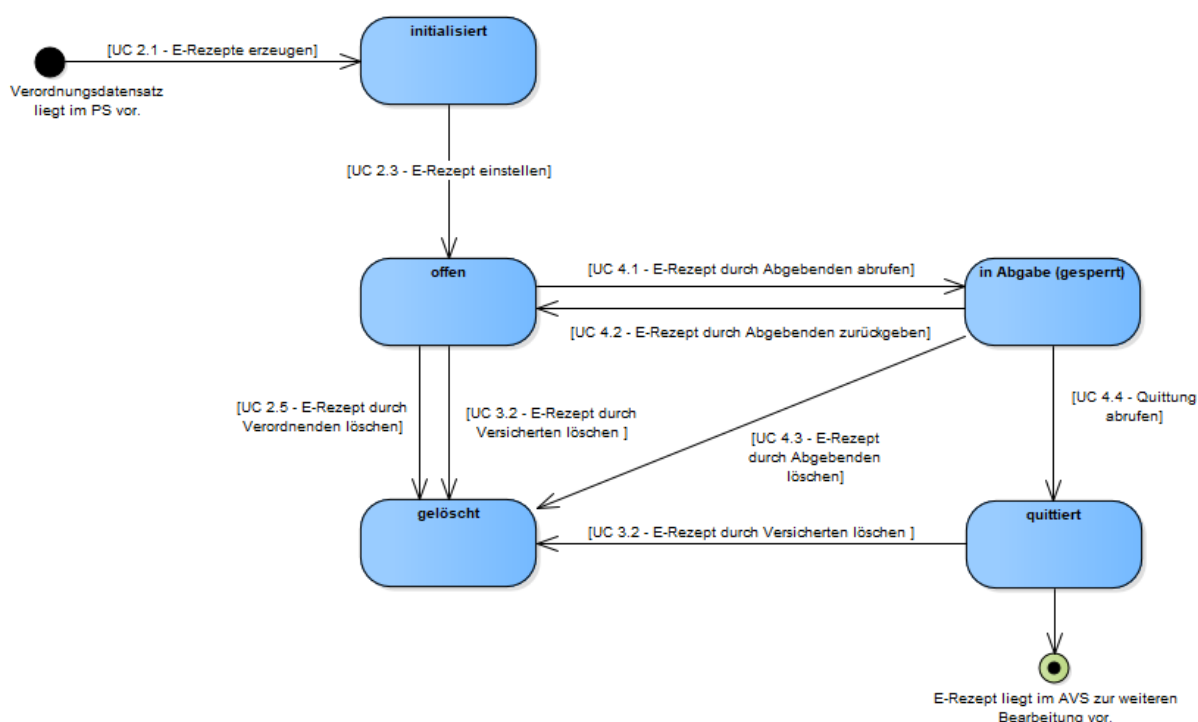 initialisiert
[UC 2.1 - E-Rezepte erzeugen]
Verordnungsdatensatz
liegt im PS vor.
[UC 2.3 - E-Rezept einstellen]
offen
[UC 4.1 - E-Rezept durch Abgebenden abrufen]
in Abgabe (gesperrt)
[UC 4.2 - E-Rezept durch Abgebenden zurückgeben]
[UC 2.5 - E-Rezept durch
Verordnenden löschen]
[UC 3.2 - E-Rezept durch
Versicherten löschen ]
[UC 4.3 - E-Rezept
durch Abgebenden
löschen]
[UC 4.4 - Quittung
abrufen]
gelöscht
[UC 3.2 - E-Rezept durch Versicherten löschen ]
quittiert
E-Rezept liegt im AVS zur weiteren
Bearbeitung vor.